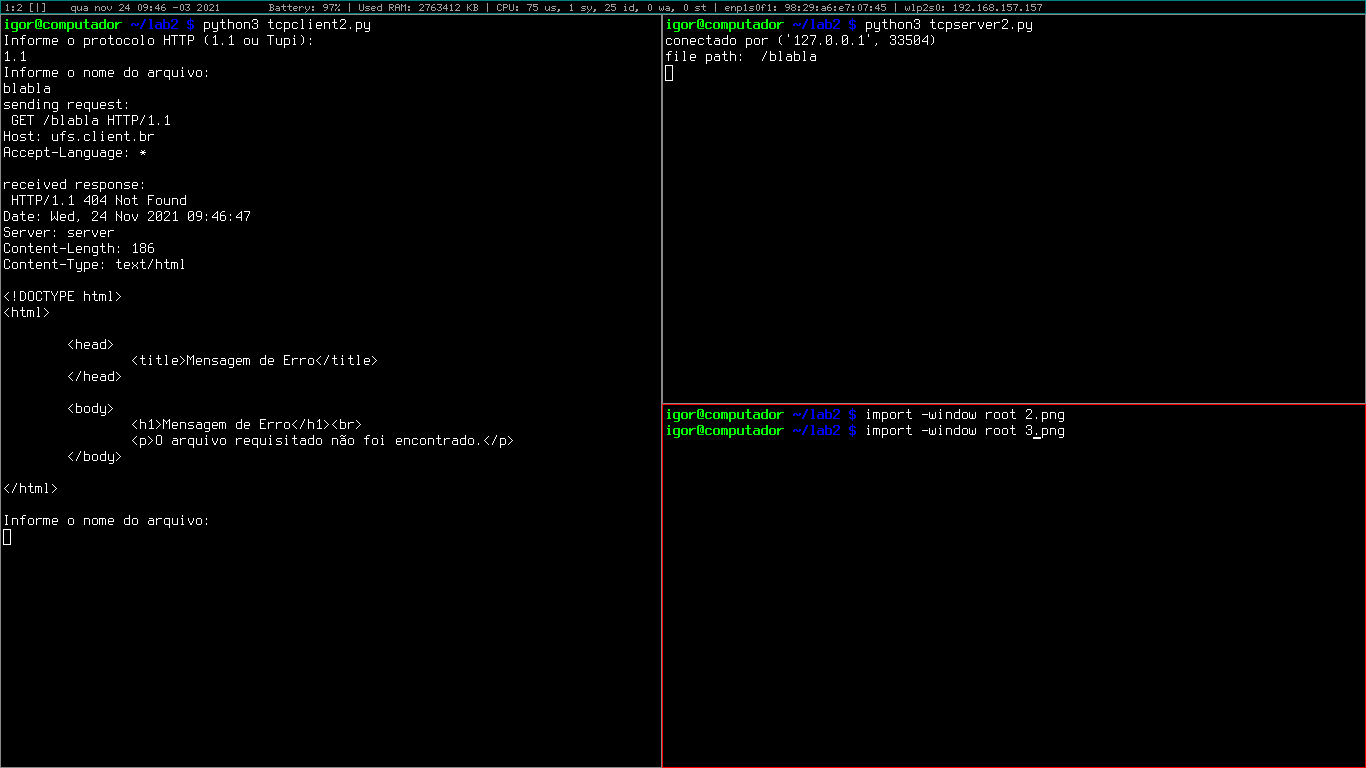 1:2 [|] qua nov 24 09:46 -03 2021 Battery: 97% | Used RAM: 2763412 KB | CPU: 75 us, 1 sy, 25 id, 0 wa, 0 st | enp1s0f1: 98:29:a6:e7:07:45 | wlp2s0: 192.168.157.157
igor@computador ~/lab2 $ python3 tcpclient2.py
Informe o protocolo HTTP (1.1 ou Tupi):
1.1
Informe o nome do arquivo:
blabla
sending request:
GET /blabla HTTP/1.1
Host: ufs.client.br
Accept-Language: *
received response:
HTTP/1.1 404 Not Found
Date: Wed, 24 Nov 2021 09:46:47
Server: server
Content-Length: 186
Content-Type: text/html
<!DOCTYPE html>
<html>
<head>
<title>Mensagem de Erro</title>
</head>
<body>
<h1>Mensagem de Erro</h1><br>
<p>O arquivo requisitado não foi encontrado.</p>
</body>
</html>
Informe o nome do arquivo:
igor@computador ~/lab2 $ python3 tcpserver2.py
conectado por ('127.0.0.1', 33504)
file path:  /blabla
igor@computador ~/lab2 $ import -window root 2.png
igor@computador ~/lab2 $ import -window root 3.png